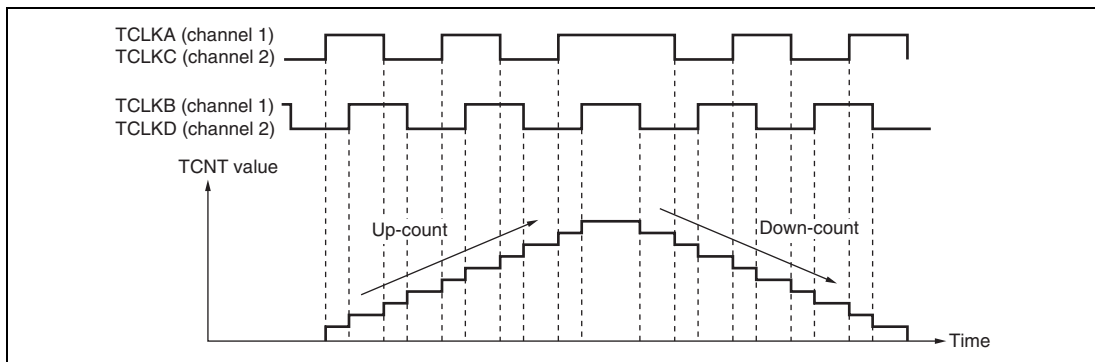 TCLKA (channel 1)
TCLKC (channel 2)
TCLKB (channel 1)
TCLKD (channel 2)
TCNT value
Up-count
Down-count
Time